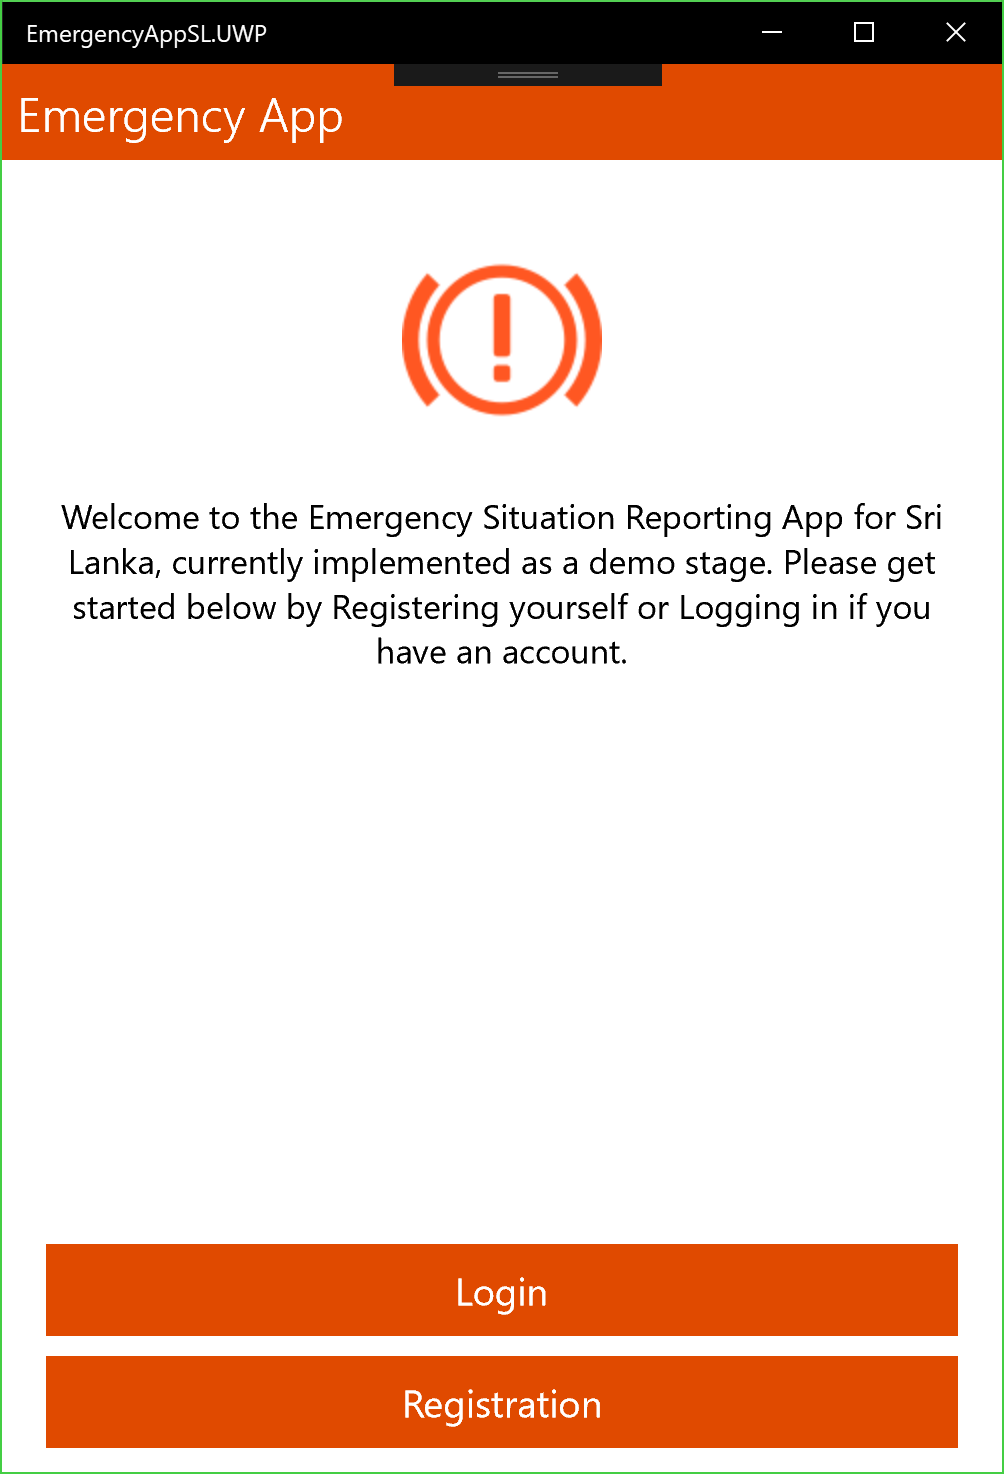 EmergencyAppSL.UWP
Emergency App
Welcome to the Emergency Situation Reporting App for Sri
Lanka, currently implemented as a demo stage. Please get
started below by Registering yourself or Logging in if you
have an account.
Login
Registration